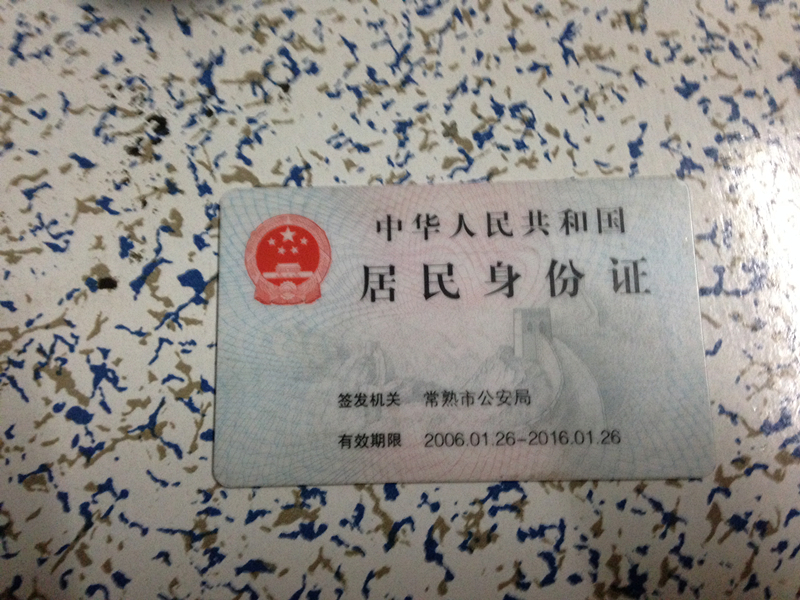 中华人民共和国
居民身份证
签发机关 常熟市公安局
有效期限 2006.01.26-2016.01.26